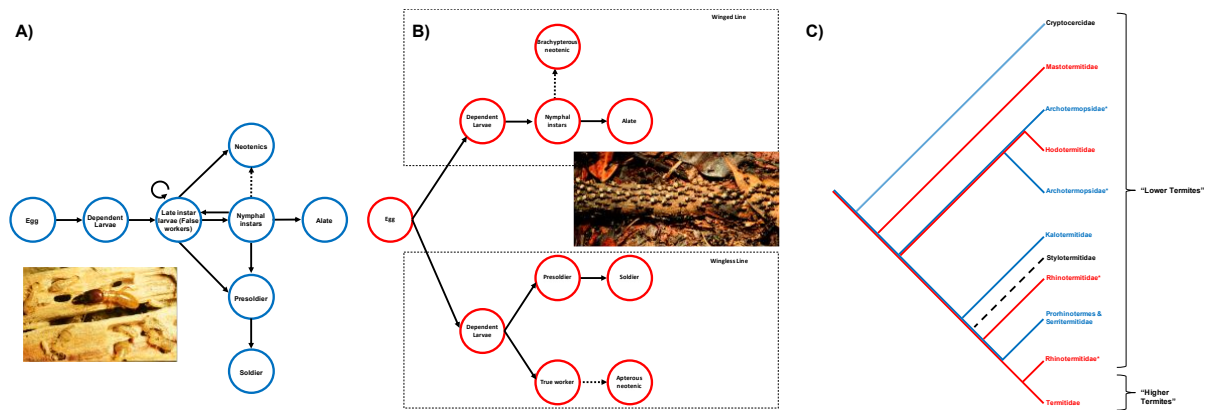 A)
Neotenics
Egg
Dependent
Larvae
Late instar
larvae (False
workers)
Nymphal
instars
Alate
Presoldier
Soldier
B)
Winged Line
Brachypterous
neotenic
Dependent
Larvae
Nymphal
instars
Alate
Egg
Wingless Line
Presoldier
Soldier
Dependent
Larvae
True worker
Apterous
neotenic
C)
Cryptocercidae
Mastotermitidae
Archotermopsidae*
Hodotermitidae
Archotermopsidae*
"Lower Termites"
Kalotermitidae
Stylotermitidae
Rhinotermitidae*
Prorhinotermes &
Serritermitidae
Rhinotermitidae*
Termitidae
"Higher
Termites"